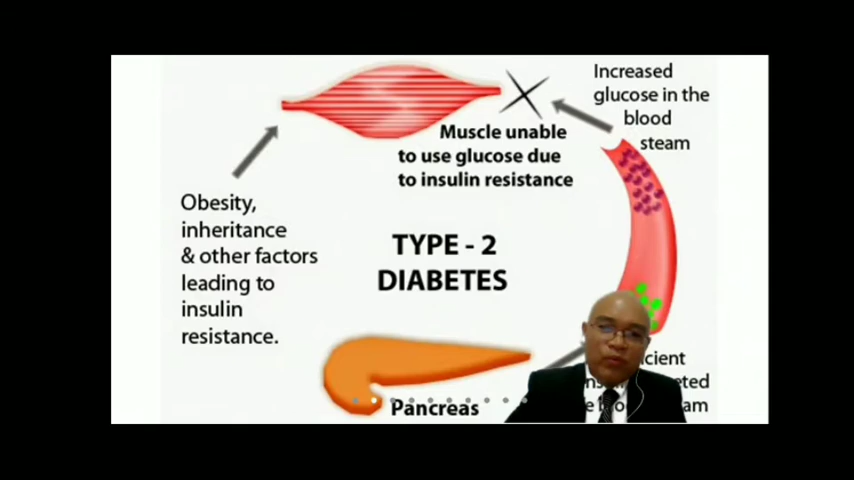 Increased
glucose in the
blood
steam
Muscle unable
to use glucose due
to insulin resistance
Obesity,
inheritance
& other factors
leading to
insulin
resistance.
TYPE - 2
DIABETES
Pancreas